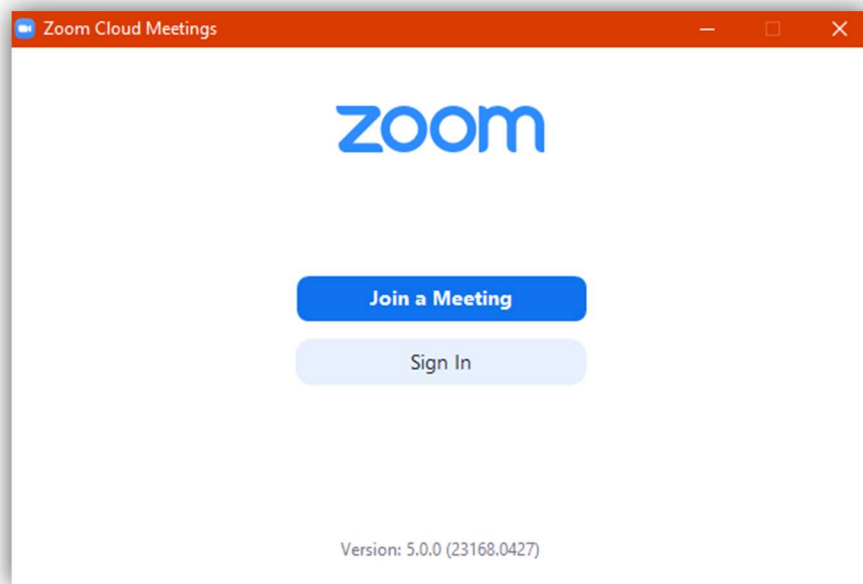 Zoom Cloud Meetings
zoom
Join a Meeting
Sign In
Version: 5.0.0 (23168.0427)